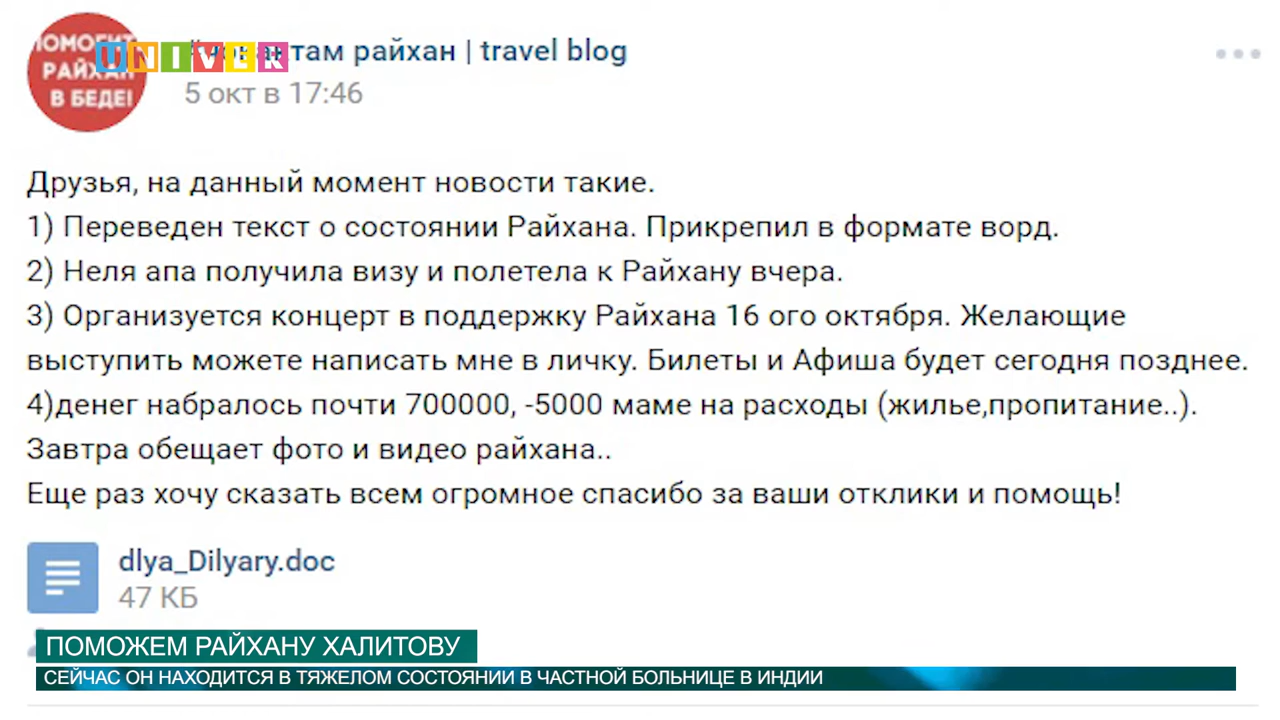 ПОМОГИТЕ
РАЙХАН
В БЕДЕ!
UNIVER
райхан | travel blog
5 окт в 17:46
Друзья, на данный момент новости такие.
1) Переведен текст о состоянии Райхана. Прикрепил в формате ворд.
2) Неля апа получила визу и полетела к Райхану вчера.
3) Организуется концерт в поддержку Райхана 16 ого октября. Желающие
выступить можете написать мне в личку. Билеты и Афиша будет сегодня позднее.
4)денег набралось почти 700000, -5000 маме на расходы (жилье,пропитание..).
Завтра обещает фото и видео райхана..
Еще раз хочу сказать всем огромное спасибо за ваши отклики и помощь!
dlya_Dilyary.doc
47 КБ
ПОМОЖЕМ РАЙХАНУ ХАЛИТОВУ
СЕЙЧАС ОН НАХОДИТСЯ В ТЯЖЕЛОМ СОСТОЯНИИ В ЧАСТНОЙ БОЛЬНИЦЕ В ИНДИИ